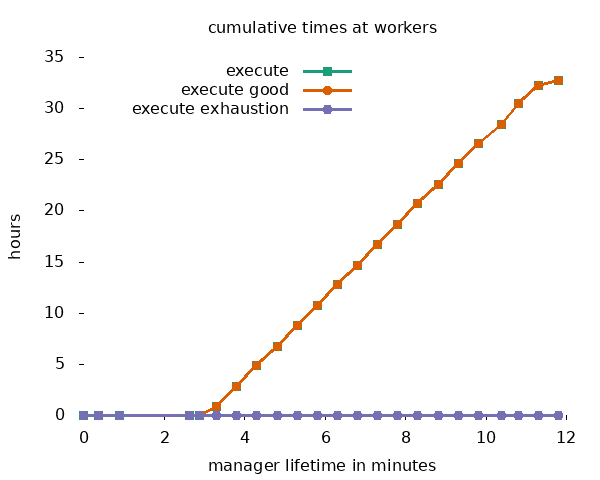 cumulative times at workers
execute
execute good
execute exhaustion
hours
35
30
25
20
15
10
5
0
0 2 4 6 8 10 12
manager lifetime in minutes